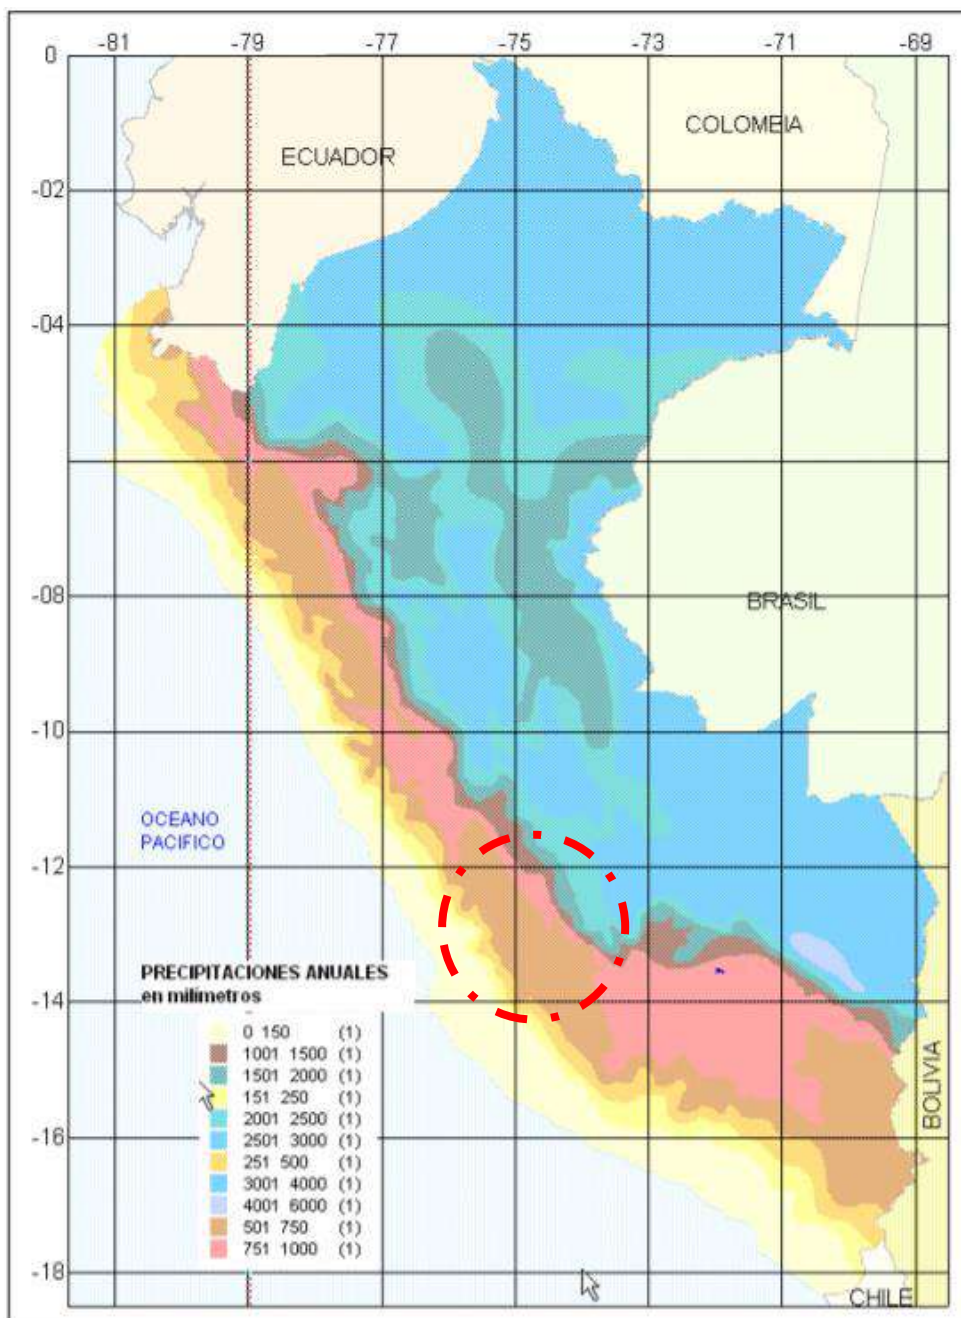 -81 -79 -77 -75 -73 -71 -69
0
COLOMBIA
ECUADOR
-02
-04
-08
BRASIL
-10
OCEANO
PACIFICO
-12
PRECIPITACIONES ANUALES
en milímetros
-14
0 150 (1)
1001 1500 (1)
1501 2000 (1)
151 250 (1)
2001 2500 (1)
2501 3000 (1)
251 500 (1)
3001 4000 (1)
4001 6000 (1)
501 750 (1)
751 1000 (1)
BOLIVIA
-16
-18
CHILE